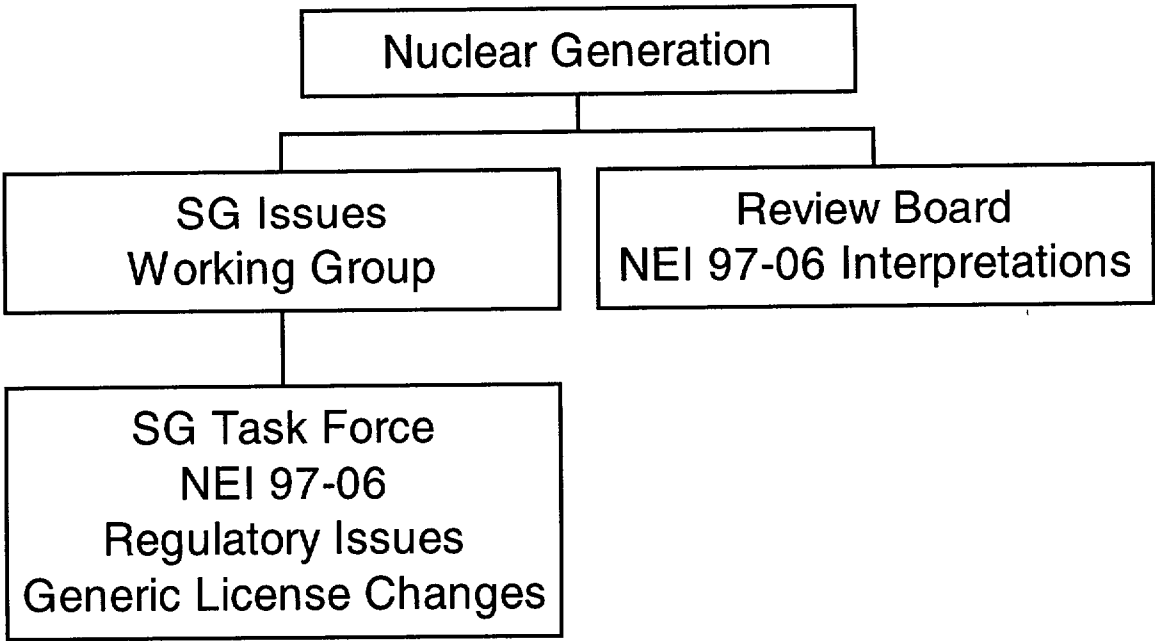 Nuclear Generation
SG Issues
Working Group
Review Board
NEI 97-06 Interpretations
SG Task Force
NEI 97-06
Regulatory Issues
Generic License Changes